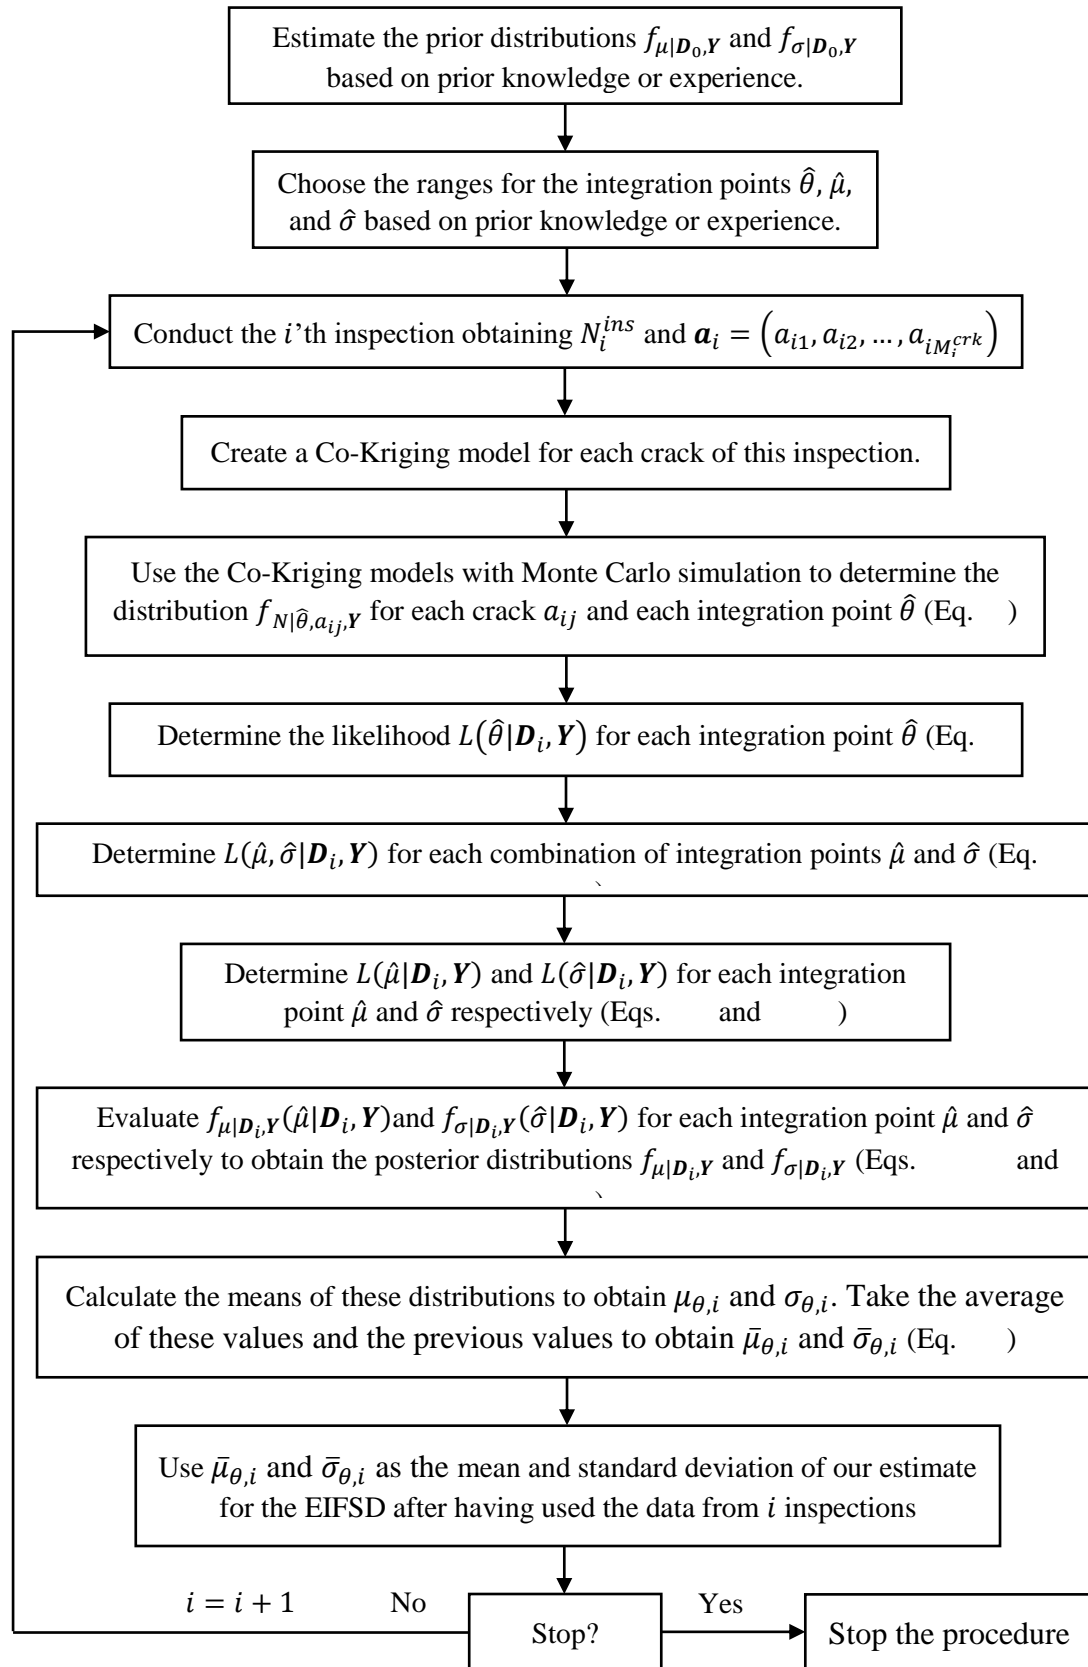 Estimate the prior distributions f_{μ|𝑫₀,𝒀} and f_{σ|𝑫₀,𝒀}
based on prior knowledge or experience.
Choose the ranges for the integration points θ̂, μ̂,
and σ̂ based on prior knowledge or experience.
Conduct the i'th inspection obtaining N_i^{ins} and 𝒂_i = (a_{i1}, a_{i2}, …, a_{iM_i^{crk}})
Create a Co-Kriging model for each crack of this inspection.
Use the Co-Kriging models with Monte Carlo simulation to determine the
distribution f_{N|θ̂,a_{ij},𝒀} for each crack a_{ij} and each integration point θ̂ (Eq. )
Determine the likelihood L(θ̂|𝑫_i, 𝒀) for each integration point θ̂ (Eq.
Determine L(μ̂, σ̂|𝑫_i, 𝒀) for each combination of integration points μ̂ and σ̂ (Eq.
Determine L(μ̂|𝑫_i, 𝒀) and L(σ̂|𝑫_i, 𝒀) for each integration
point μ̂ and σ̂ respectively (Eqs. and )
Evaluate f_{μ|𝑫_i,𝒀}(μ̂|𝑫_i, 𝒀)and f_{σ|𝑫_i,𝒀}(σ̂|𝑫_i, 𝒀) for each integration point μ̂ and σ̂
respectively to obtain the posterior distributions f_{μ|𝑫_i,𝒀} and f_{σ|𝑫_i,𝒀} (Eqs. and
Calculate the means of these distributions to obtain μ_{θ,i} and σ_{θ,i}. Take the average
of these values and the previous values to obtain μ̄_{θ,i} and σ̄_{θ,i} (Eq. )
Use μ̄_{θ,i} and σ̄_{θ,i} as the mean and standard deviation of our estimate
for the EIFSD after having used the data from i inspections
i = i + 1 No
Stop?
Yes
Stop the procedure